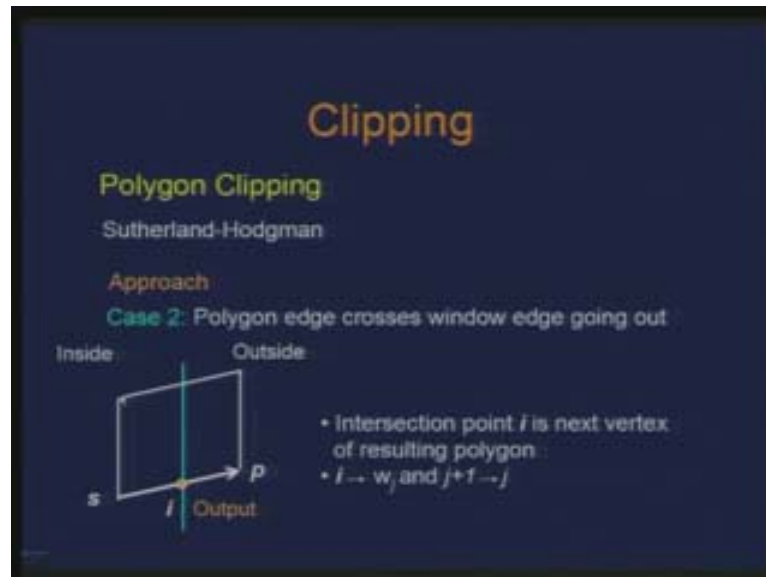 Clipping
Polygon Clipping
Sutherland-Hodgman
Approach
Case 2: Polygon edge crosses window edge going out
Inside
Outside
• Intersection point i is next vertex
of resulting polygon
• i→ wj and j+1→j
p
s
i
Output